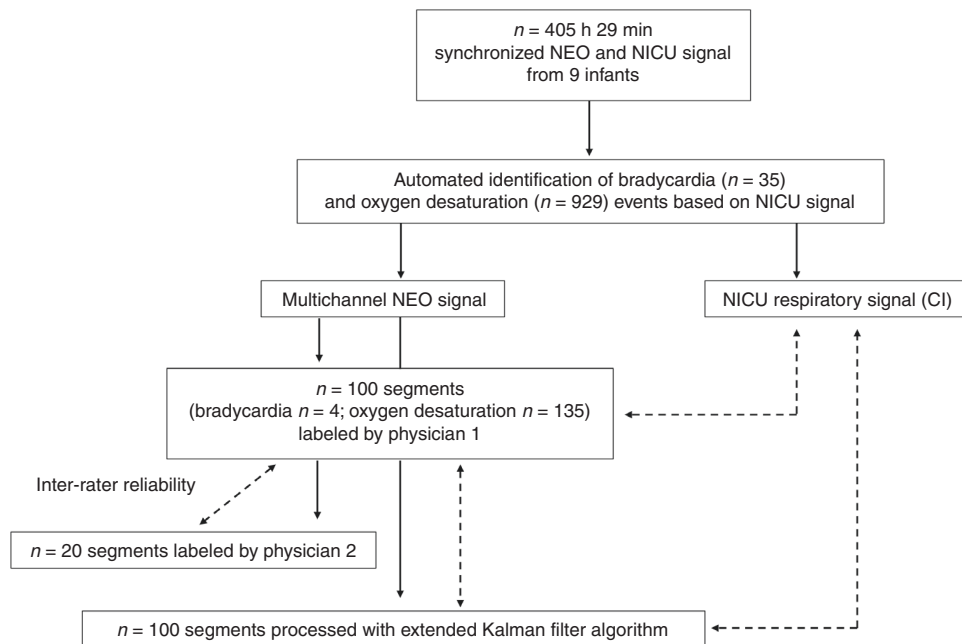 n = 405 h 29 min
synchronized NEO and NICU signal
from 9 infants
Automated identification of bradycardia (n = 35)
and oxygen desaturation (n = 929) events based on NICU signal
Multichannel NEO signal
NICU respiratory signal (CI)
n = 100 segments
(bradycardia n = 4; oxygen desaturation n = 135)
labeled by physician 1
Inter-rater reliability
n = 20 segments labeled by physician 2
n = 100 segments processed with extended Kalman filter algorithm